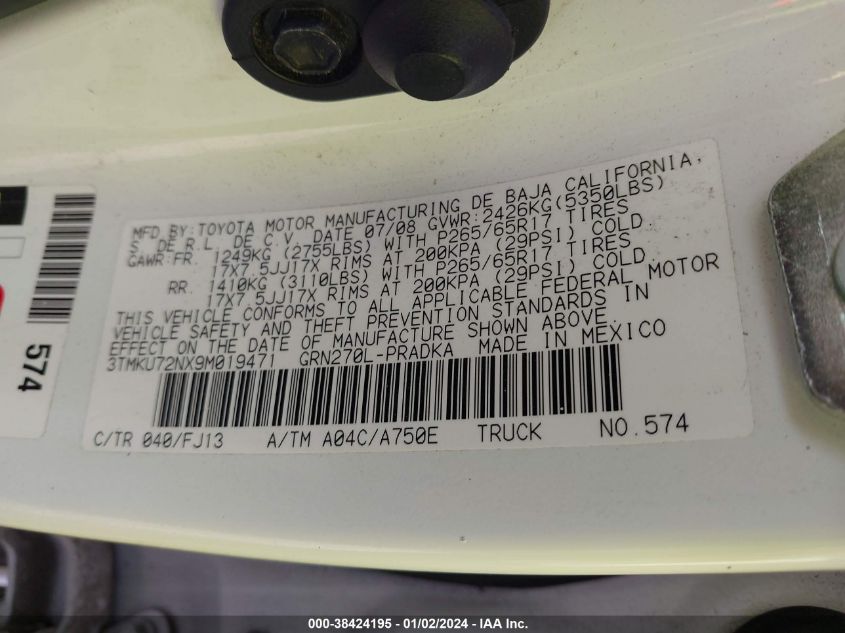 MFD.BY:TOYOTA MOTOR MANUFACTURING DE BAJA CALIFORNIA,
S. DE R.L. DE C.V. DATE 07/08 GVWR:2426KG(5350LBS)
GAWR:FR. 1249KG (2755LBS) WITH P265/65R17 TIRES
17X7.5JJ17X RIMS AT 200KPA (29PSI) COLD.
RR. 1410KG (3110LBS) WITH P265/65R17 TIRES
17X7.5JJ17X RIMS AT 200KPA (29PSI) COLD.
THIS VEHICLE CONFORMS TO ALL APPLICABLE FEDERAL MOTOR
VEHICLE SAFETY AND THEFT PREVENTION STANDARDS IN
EFFECT ON THE DATE OF MANUFACTURE SHOWN ABOVE
3TMKU72NX9M019471 GRN270L-PRADKA MADE IN MEXICO
C/TR 040/FJ13 A/TM A04C/A750E TRUCK NO.574
574
000-38424195 - 01/02/2024 - IAA Inc.